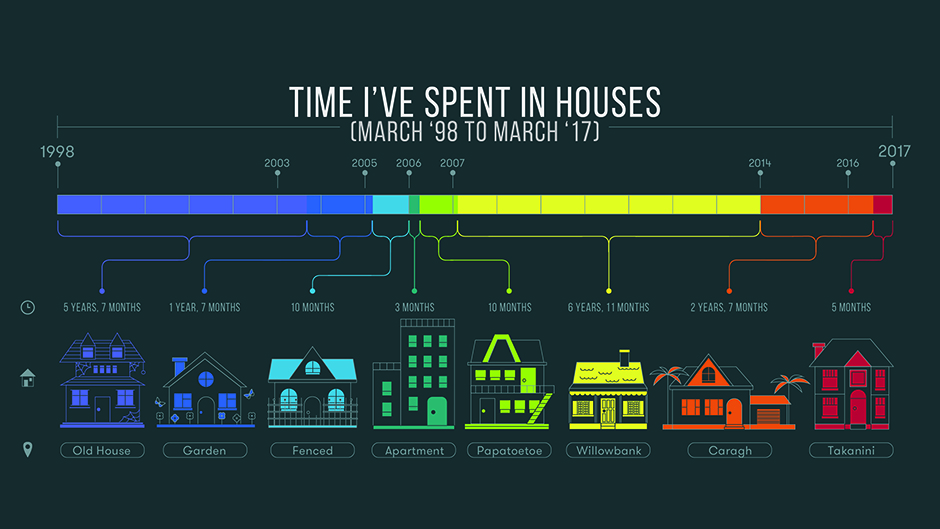 TIME I'VE SPENT IN HOUSES
(MARCH '98 TO MARCH '17)
1998
2003
2005
2006
2007
2014
2016
2017
5 YEARS, 7 MONTHS
1 YEAR, 7 MONTHS
10 MONTHS
3 MONTHS
10 MONTHS
6 YEARS, 11 MONTHS
2 YEARS, 7 MONTHS
5 MONTHS
Old House
Garden
Fenced
Apartment
Papatoetoe
Willowbank
Caragh
Takanini